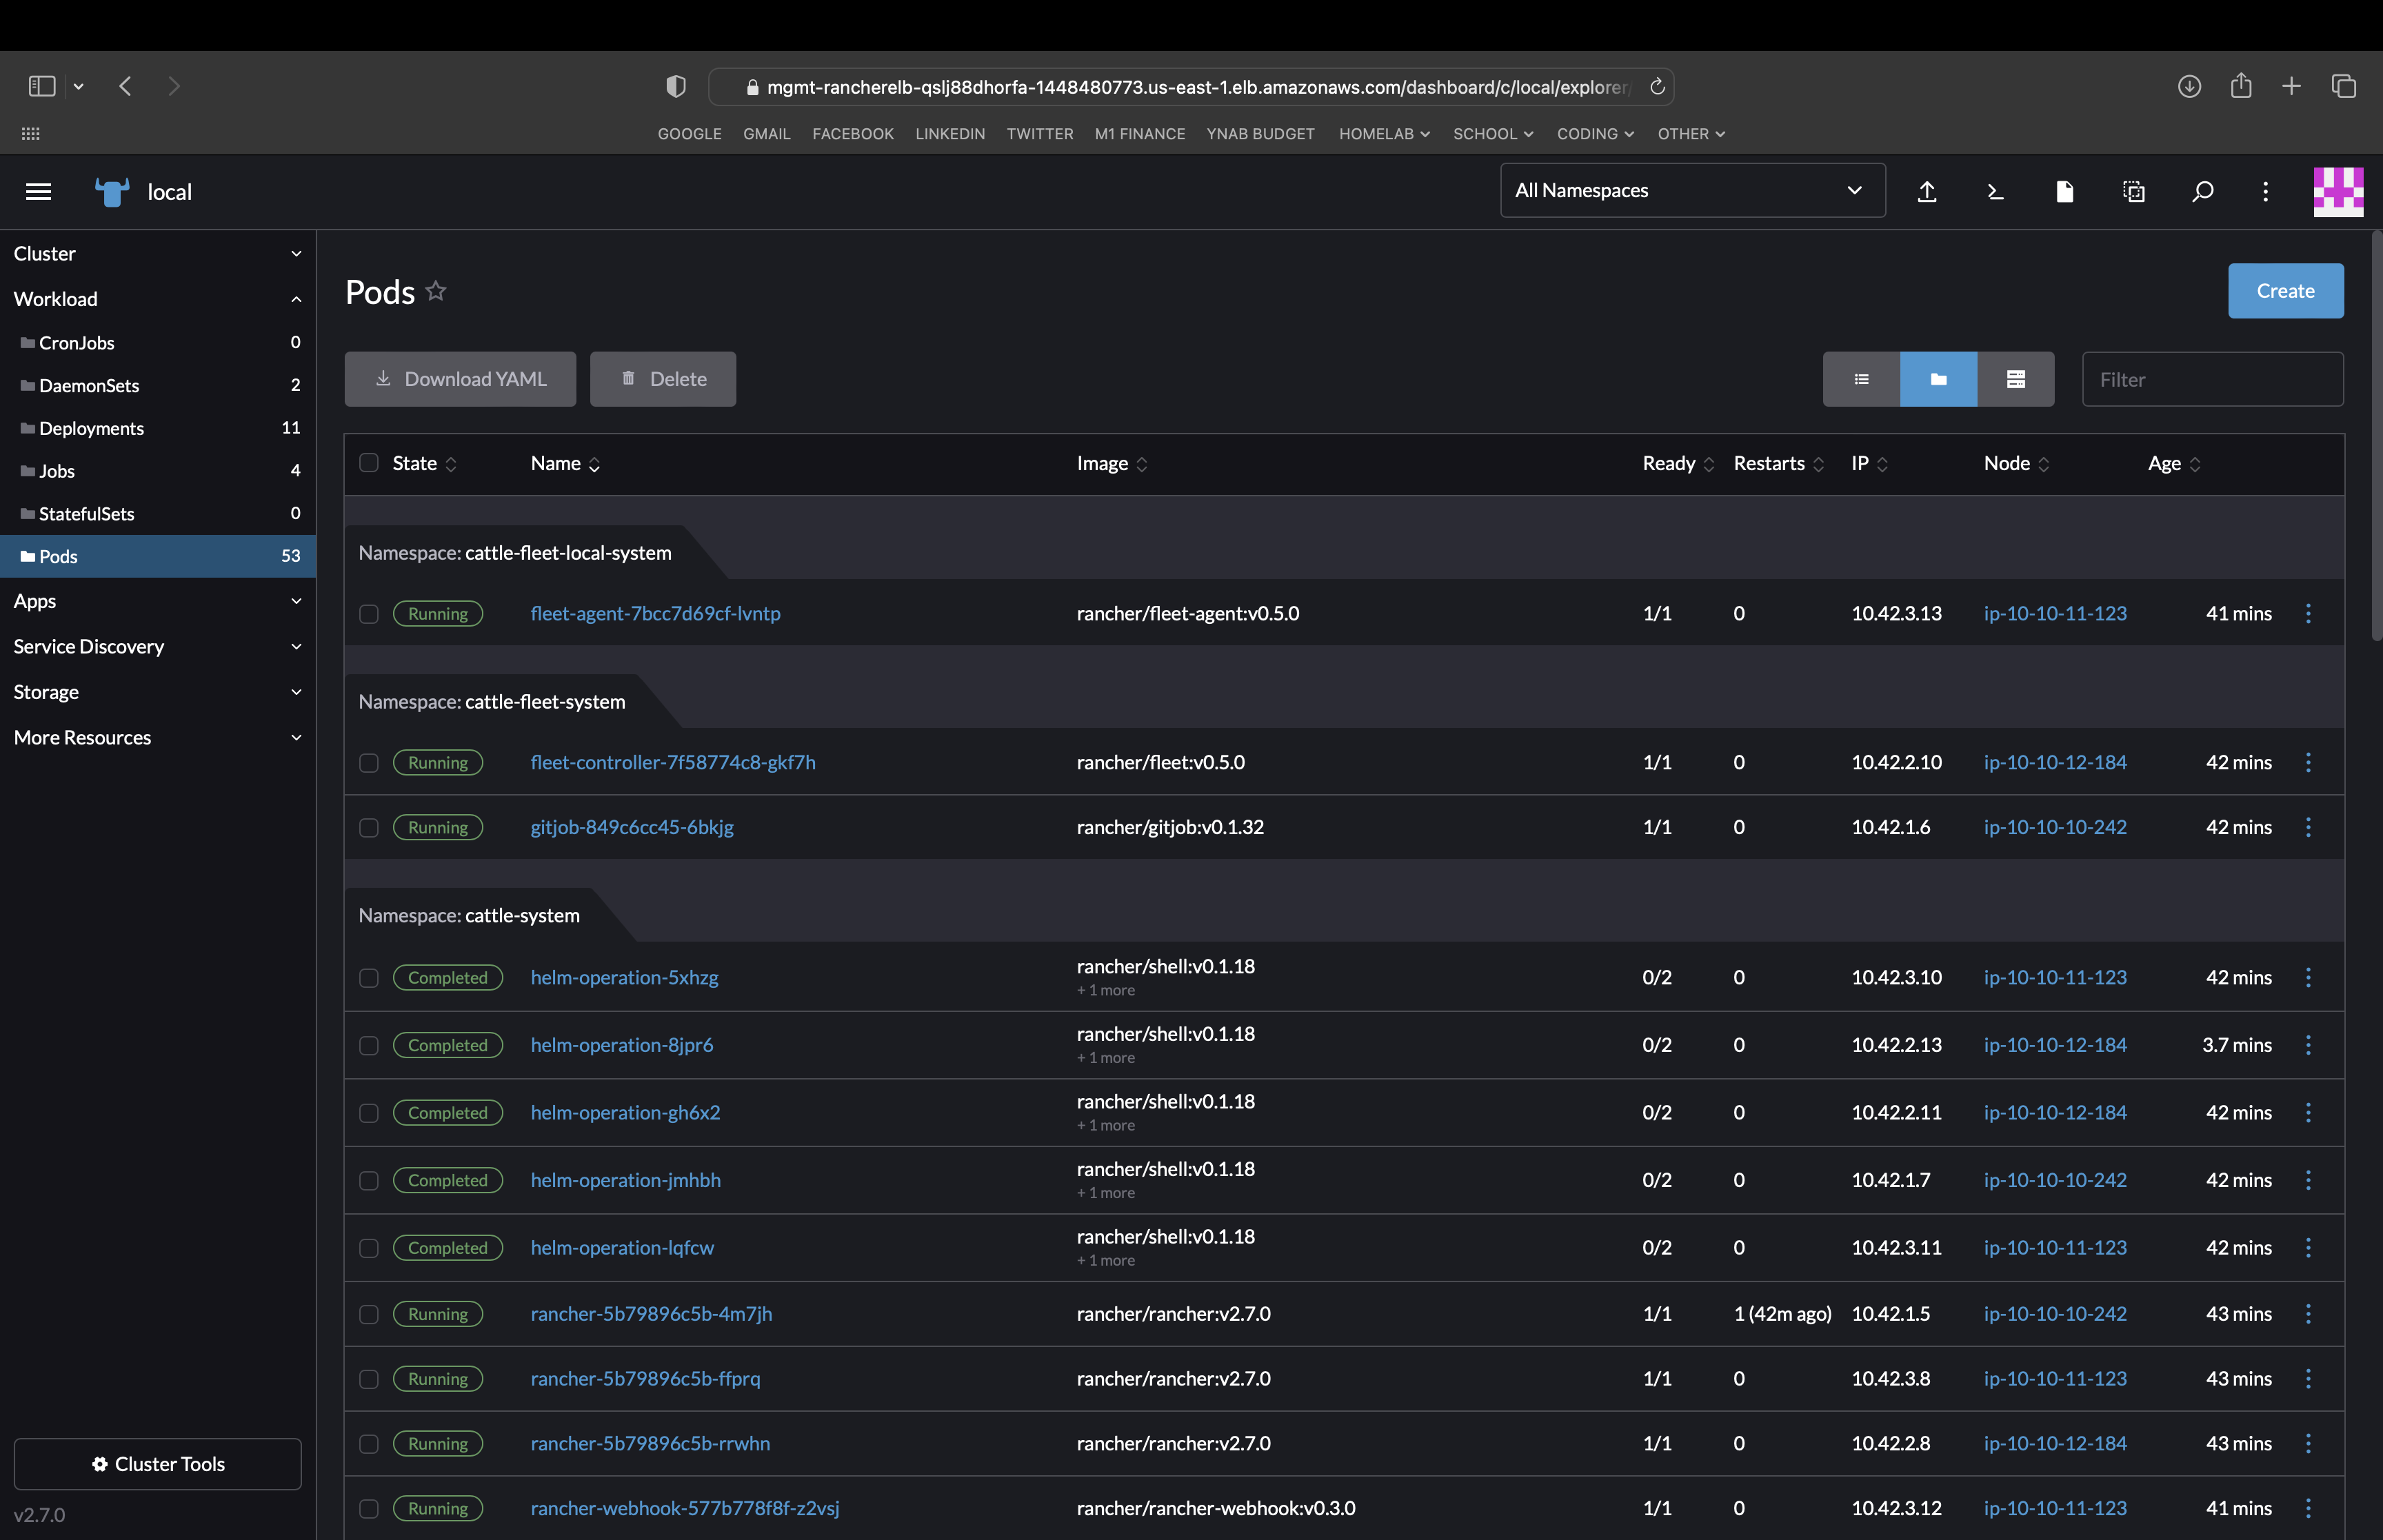 mgmt-rancherelb-qslj88dhorfa-1448480773.us-east-1.elb.amazonaws.com/dashboard/c/local/explorer/
GOOGLE GMAIL FACEBOOK LINKEDIN TWITTER M1 FINANCE YNAB BUDGET HOMELAB SCHOOL CODING OTHER
local
All Namespaces
Cluster
Workload
CronJobs 0
DaemonSets 2
Deployments 11
Jobs 4
StatefulSets 0
Pods 53
Apps
Service Discovery
Storage
More Resources
Cluster Tools
v2.7.0
Pods
Create
Download YAML Delete
Filter
State Name Image Ready Restarts IP Node Age
Namespace: cattle-fleet-local-system
Running fleet-agent-7bcc7d69cf-lvntp rancher/fleet-agent:v0.5.0 1/1 0 10.42.3.13 ip-10-10-11-123 41 mins
Namespace: cattle-fleet-system
Running fleet-controller-7f58774c8-gkf7h rancher/fleet:v0.5.0 1/1 0 10.42.2.10 ip-10-10-12-184 42 mins
Running gitjob-849c6cc45-6bkjg rancher/gitjob:v0.1.32 1/1 0 10.42.1.6 ip-10-10-10-242 42 mins
Namespace: cattle-system
Completed helm-operation-5xhzg rancher/shell:v0.1.18 0/2 0 10.42.3.10 ip-10-10-11-123 42 mins
+ 1 more
Completed helm-operation-8jpr6 rancher/shell:v0.1.18 0/2 0 10.42.2.13 ip-10-10-12-184 3.7 mins
+ 1 more
Completed helm-operation-gh6x2 rancher/shell:v0.1.18 0/2 0 10.42.2.11 ip-10-10-12-184 42 mins
+ 1 more
Completed helm-operation-jmhbh rancher/shell:v0.1.18 0/2 0 10.42.1.7 ip-10-10-10-242 42 mins
+ 1 more
Completed helm-operation-lqfcw rancher/shell:v0.1.18 0/2 0 10.42.3.11 ip-10-10-11-123 42 mins
+ 1 more
Running rancher-5b79896c5b-4m7jh rancher/rancher:v2.7.0 1/1 1 (42m ago) 10.42.1.5 ip-10-10-10-242 43 mins
Running rancher-5b79896c5b-ffprq rancher/rancher:v2.7.0 1/1 0 10.42.3.8 ip-10-10-11-123 43 mins
Running rancher-5b79896c5b-rrwhn rancher/rancher:v2.7.0 1/1 0 10.42.2.8 ip-10-10-12-184 43 mins
Running rancher-webhook-577b778f8f-z2vsj rancher/rancher-webhook:v0.3.0 1/1 0 10.42.3.12 ip-10-10-11-123 41 mins